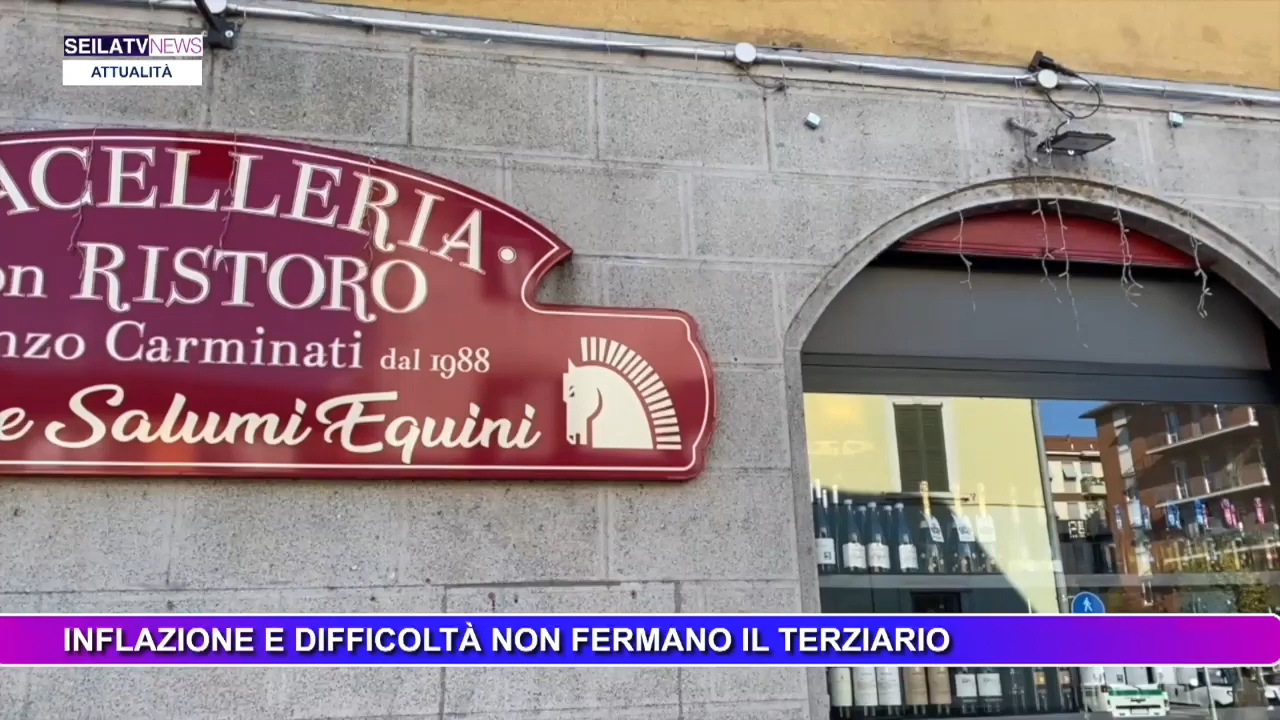 SEILATVNEWS
ATTUALITÀ
ACELLERIA
on RISTORO
nzo Carminati dal 1988
e Salumi Equini
INFLAZIONE E DIFFICOLTÀ NON FERMANO IL TERZIARIO